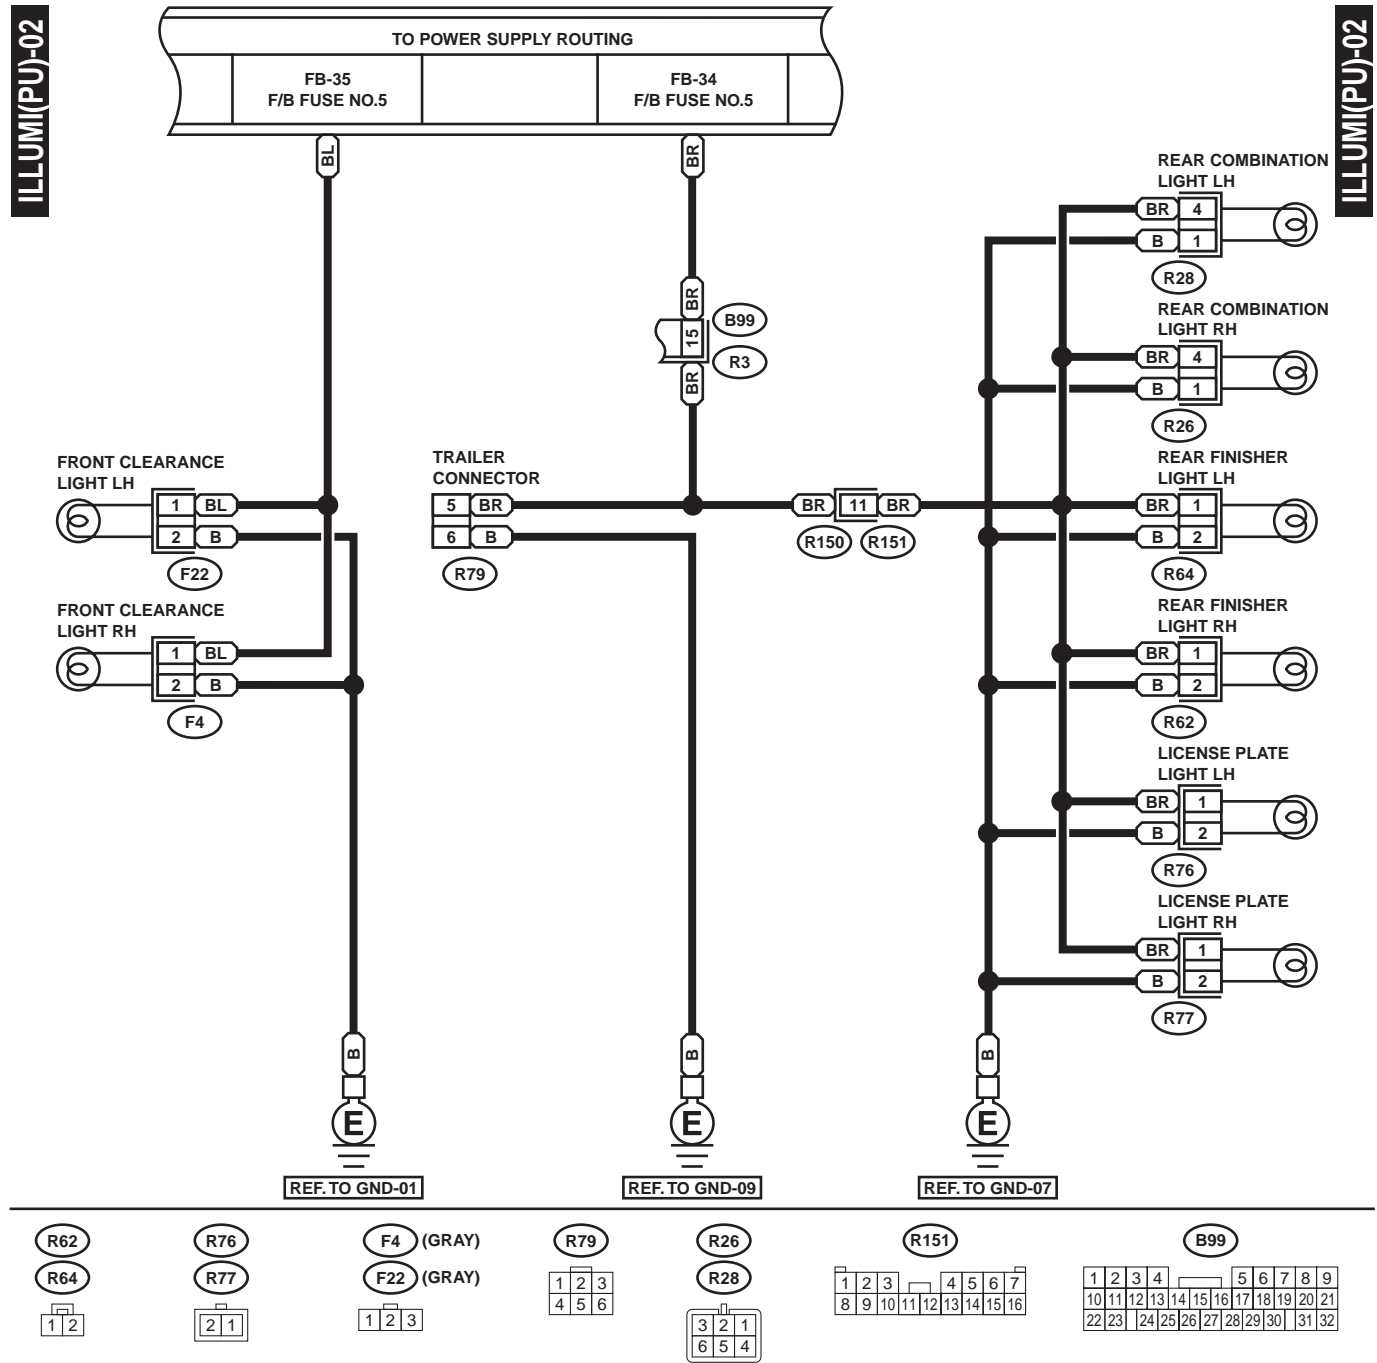 ILLUMI(PU)-02
ILLUMI(PU)-02
TO POWER SUPPLY ROUTING
FB-35
F/B FUSE NO.5
FB-34
F/B FUSE NO.5
BL
BR
BR
15
BR
B99
R3
FRONT CLEARANCE
LIGHT LH
1 BL
2 B
F22
FRONT CLEARANCE
LIGHT RH
1 BL
2 B
F4
TRAILER
CONNECTOR
5 BR
6 B
R79
BR 11 BR
R150 R151
REAR COMBINATION
LIGHT LH
BR 4
B 1
R28
REAR COMBINATION
LIGHT RH
BR 4
B 1
R26
REAR FINISHER
LIGHT LH
BR 1
B 2
R64
REAR FINISHER
LIGHT RH
BR 1
B 2
R62
LICENSE PLATE
LIGHT LH
BR 1
B 2
R76
LICENSE PLATE
LIGHT RH
BR 1
B 2
R77
B
E
REF. TO GND-01
B
E
REF. TO GND-09
B
E
REF. TO GND-07
R62
R64
1 2
R76
R77
2 1
F4 (GRAY)
F22 (GRAY)
1 2 3
R79
1 2 3
4 5 6
R26
R28
3 2 1
6 5 4
R151
1 2 3 4 5 6 7
8 9 10 11 12 13 14 15 16
B99
1 2 3 4 5 6 7 8 9
10 11 12 13 14 15 16 17 18 19 20 21
22 23 24 25 26 27 28 29 30 31 32